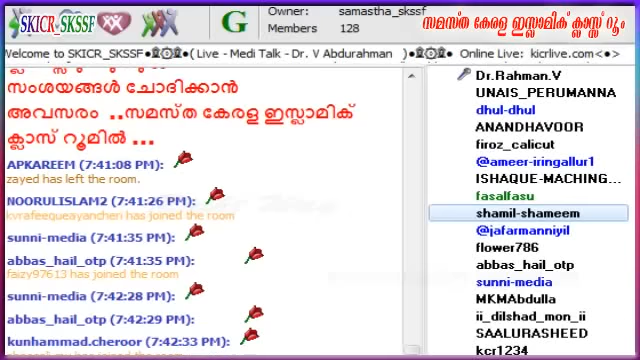 SKICR_SKSSF
G
Owner: samastha_skssf
Members 128
സമസ്ത കേരള ഇസ്ലാമിക് ക്ലാസ്സ് റൂം
Welcome to SKICR_SKSSF ( Live - Medi Talk - Dr. V Abdurahman ) Online Live: kicrlive.com
സംശയങ്ങള്‍ ചോദിക്കാന്‍
അവസരം ..സമസ്ത കേരള ഇസ്ലാമിക്
ക്ലാസ് റൂമില്‍ ...
APKAREEM (7:41:08 PM):
zayed has left the room.
NOORULISLAM2 (7:41:26 PM):
kvrafeequeayancheri has joined the room
sunni-media (7:41:35 PM):
abbas_hail_otp (7:41:35 PM):
faizy97613 has joined the room
sunni-media (7:42:28 PM):
abbas_hail_otp (7:42:29 PM):
kunhammad.cheroor (7:42:33 PM):
Dr.Rahman.V
UNAIS_PERUMANNA
dhul-dhul
ANANDHAVOOR
firoz_calicut
@ameer-iringallur1
ISHAQUE-MACHING...
fasalfasu
shamil-shameem
@jafarmanniyil
flower786
abbas_hail_otp
sunni-media
MKMAbdulla
ii_dilshad_mon_ii
SAALURASHEED
kcr1234